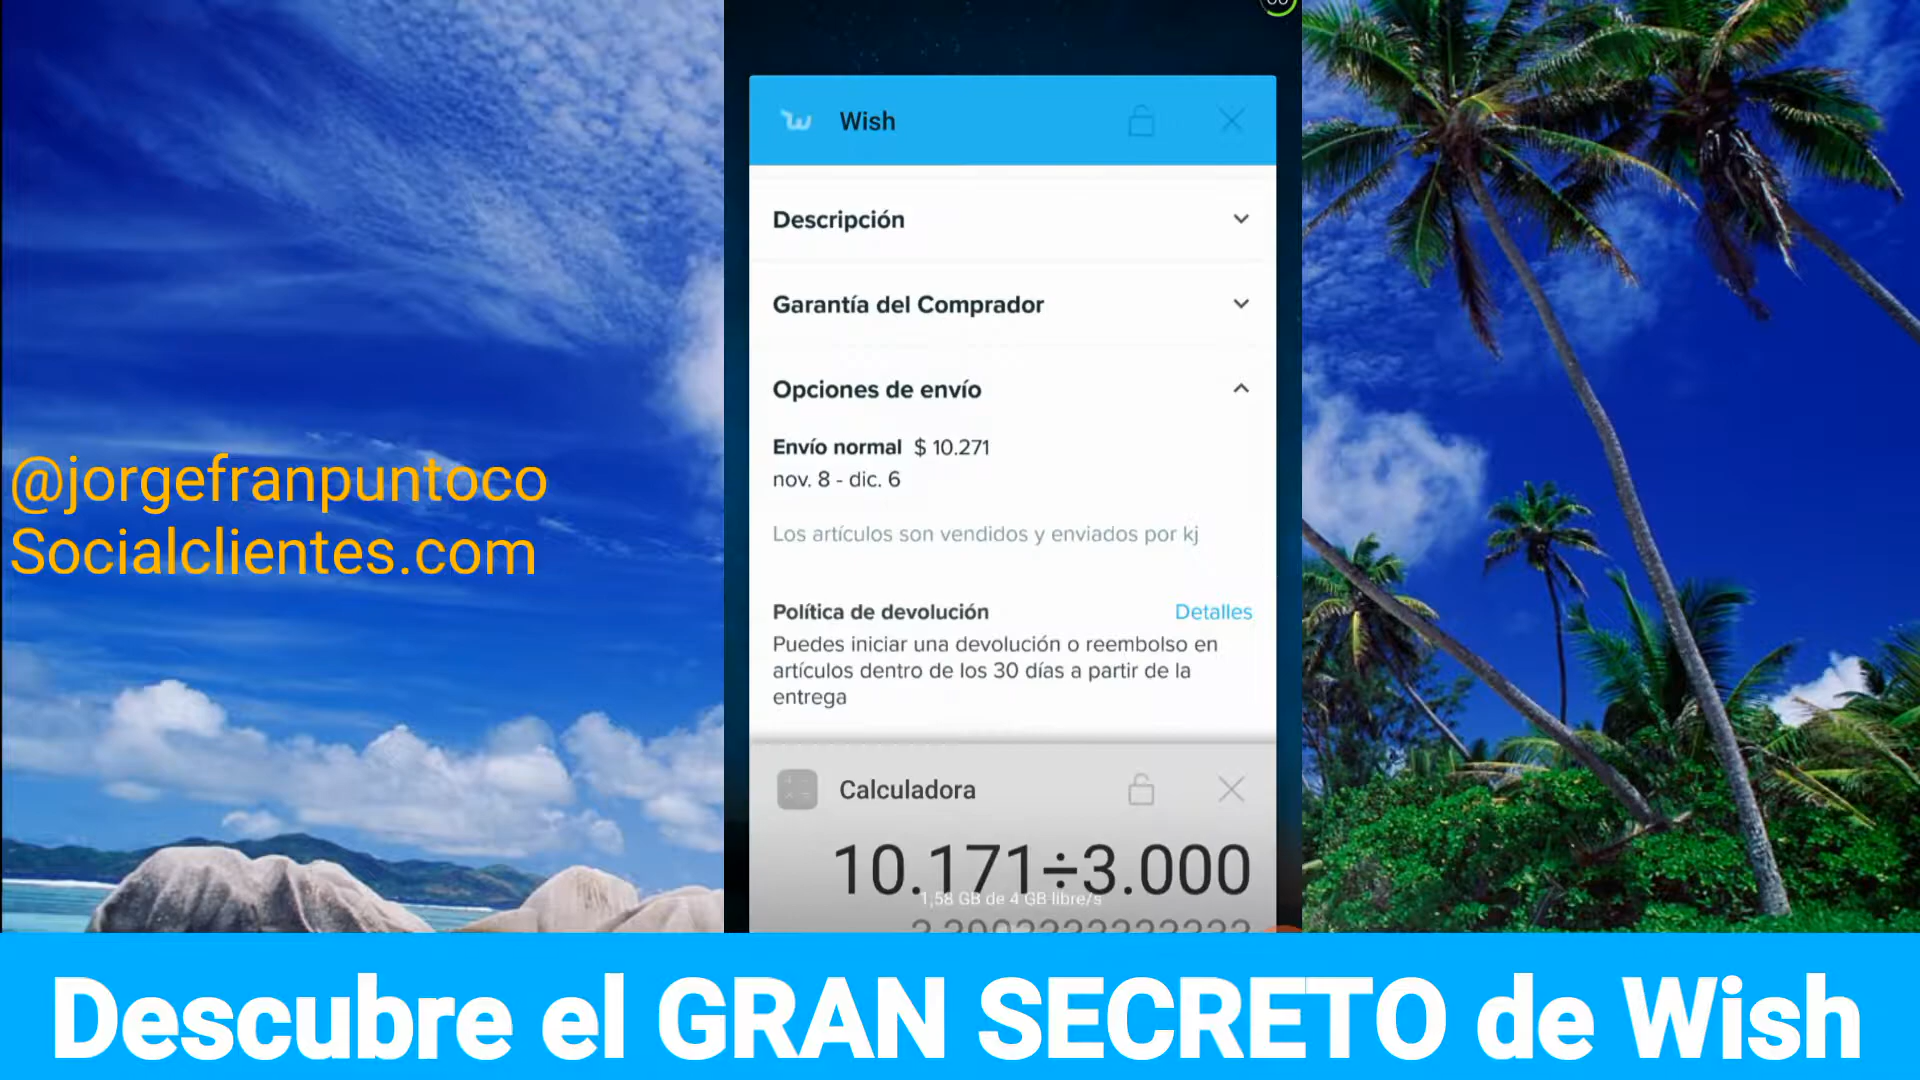 Wish
Descripción
Garantía del Comprador
Opciones de envío
Envío normal $ 10.271
nov. 8 - dic. 6
Los artículos son vendidos y enviados por kj
Política de devolución Detalles
Puedes iniciar una devolución o reembolso en
artículos dentro de los 30 días a partir de la
entrega
@jorgefranpuntoco
Socialclientes.com
Calculadora
10.171÷3.000
1,58 GB de 4 GB libre/s
Descubre el GRAN SECRETO de Wish